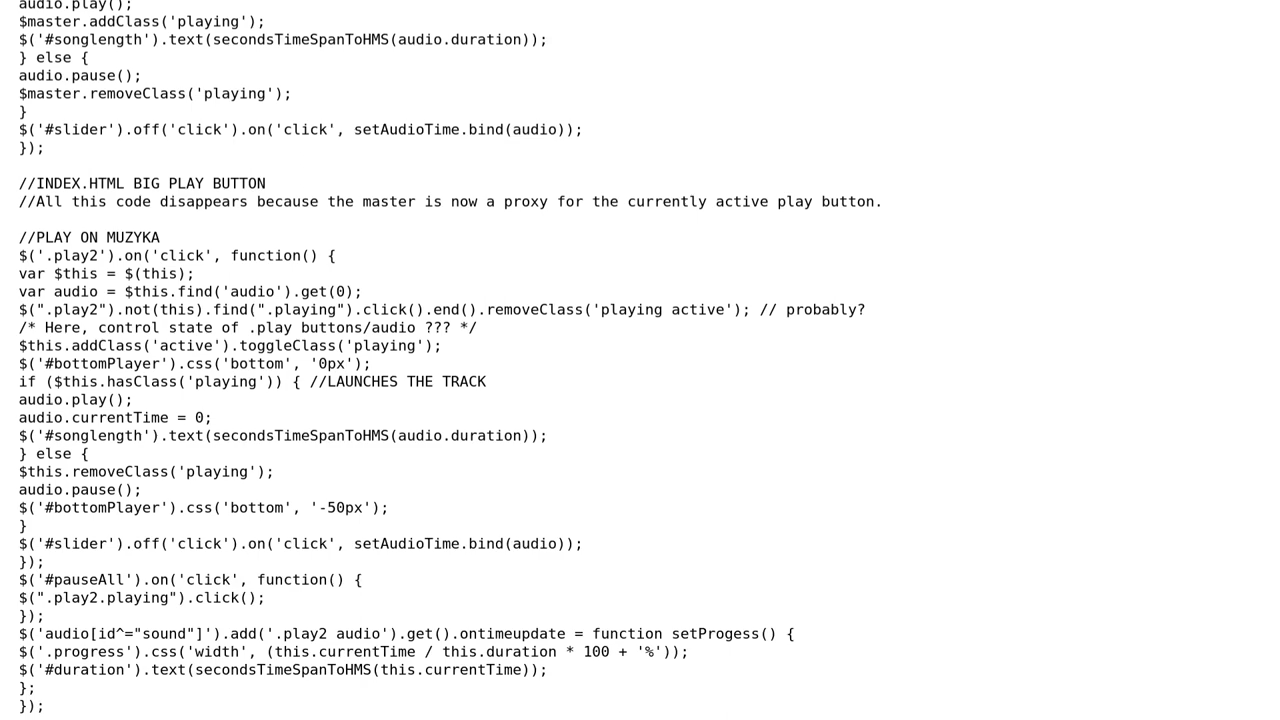 audio.play();
$master.addClass('playing');
$('#songlength').text(secondsTimeSpanToHMS(audio.duration));
} else {
audio.pause();
$master.removeClass('playing');
}
$('#slider').off('click').on('click', setAudioTime.bind(audio));
});

//INDEX.HTML BIG PLAY BUTTON
//All this code disappears because the master is now a proxy for the currently active play button.

//PLAY ON MUZYKA
$('.play2').on('click', function() {
var $this = $(this);
var audio = $this.find('audio').get(0);
$(".play2").not(this).find(".playing").click().end().removeClass('playing active'); // probably?
/* Here, control state of .play buttons/audio ??? */
$this.addClass('active').toggleClass('playing');
$('#bottomPlayer').css('bottom', '0px');
if ($this.hasClass('playing')) { //LAUNCHES THE TRACK
audio.play();
audio.currentTime = 0;
$('#songlength').text(secondsTimeSpanToHMS(audio.duration));
} else {
$this.removeClass('playing');
audio.pause();
$('#bottomPlayer').css('bottom', '-50px');
}
$('#slider').off('click').on('click', setAudioTime.bind(audio));
});
$('#pauseAll').on('click', function() {
$(".play2.playing").click();
});
$('audio[id^="sound"]').add('.play2 audio').get().ontimeupdate = function setProgess() {
$('.progress').css('width', (this.currentTime / this.duration * 100 + '%'));
$('#duration').text(secondsTimeSpanToHMS(this.currentTime));
};
});